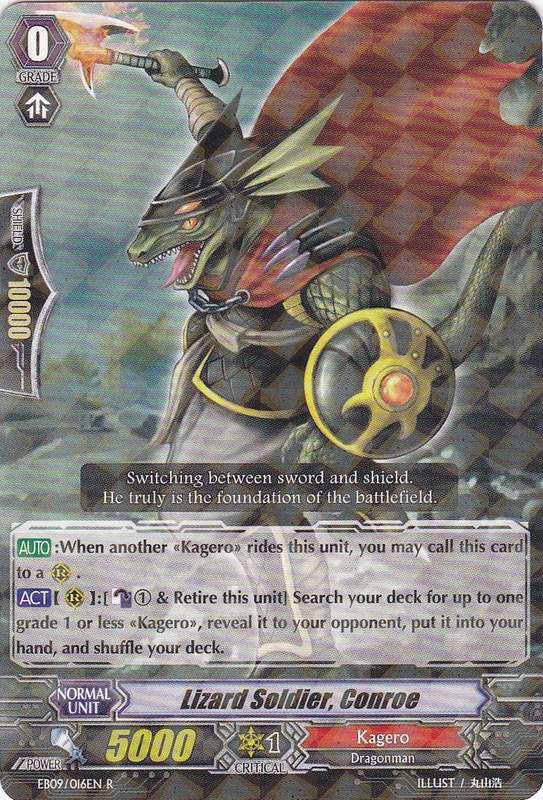 0
GRADE
SHIELD
10000
Switching between sword and shield.
He truly is the foundation of the battlefield.
AUTO :When another «Kagero» rides this unit, you may call this card
to a R .
ACT【 R 】:[ ① & Retire this unit] Search your deck for up to one
grade 1 or less «Kagero», reveal it to your opponent, put it into your
hand, and shuffle your deck.
NORMAL
UNIT
Lizard Soldier, Conroe
POWER
5000
1
CRITICAL
Kagero
Dragonman
EB09/016EN R
ILLUST / 丸山浩